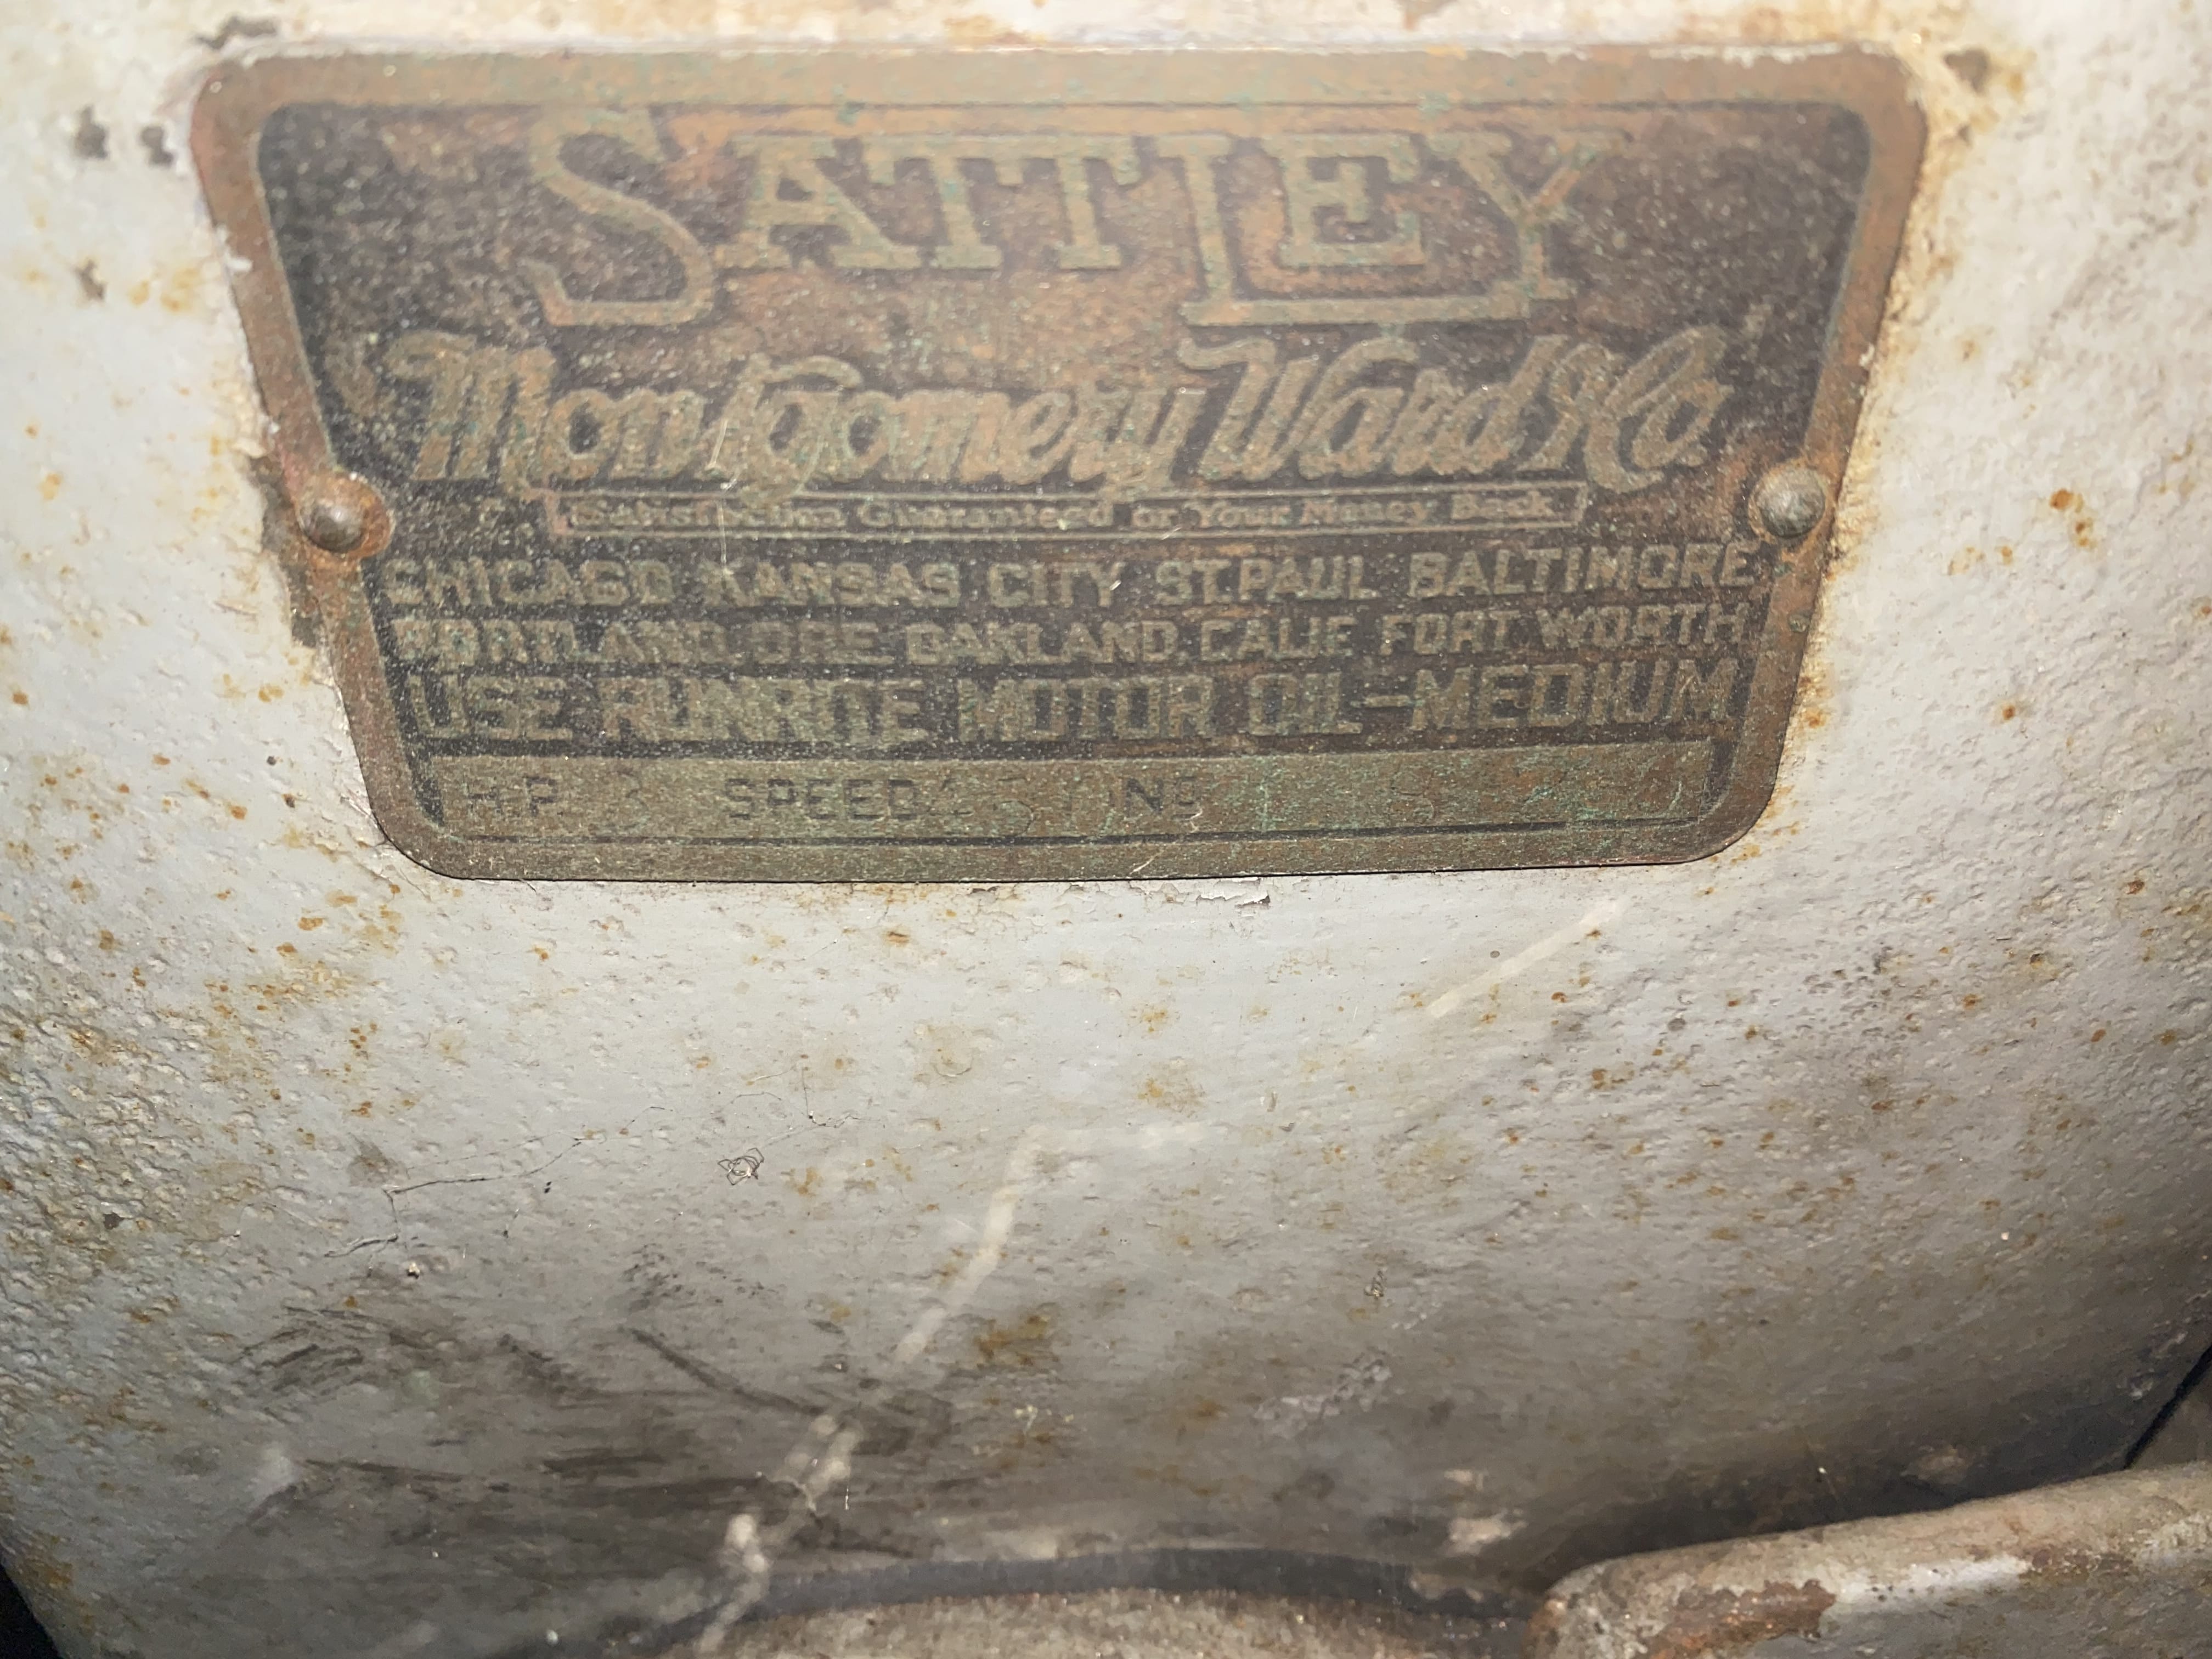 SATTLEY
Montgomery Ward & Co.
Satisfaction Guaranteed or Your Money Back
CHICAGO KANSAS CITY ST. PAUL BALTIMORE
PORTLAND, ORE. OAKLAND, CALIF. FORT WORTH
USE RUNRITE MOTOR OIL-MEDIUM
H.P. 3 SPEED No